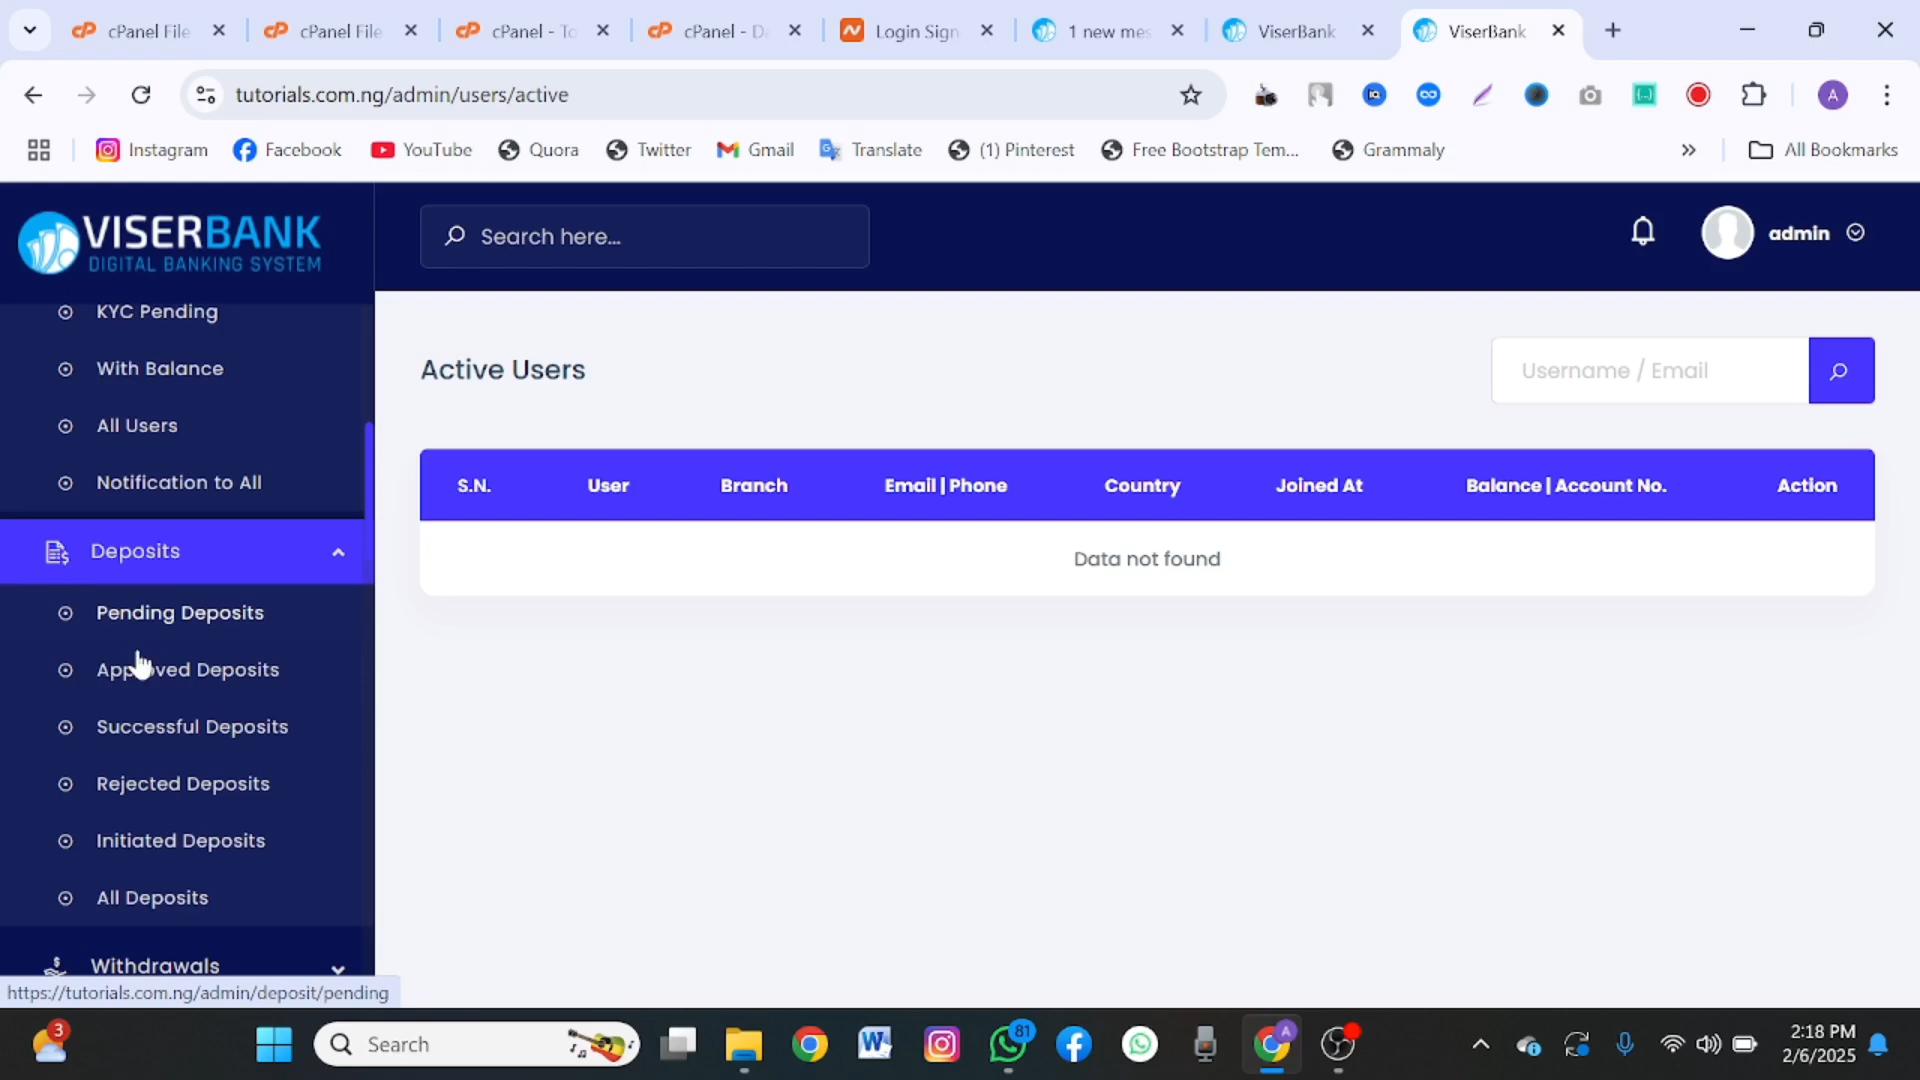 cPanel File
cPanel File
cPanel - To
cPanel - Da
Login Sign
1 new mes
ViserBank
ViserBank
tutorials.com.ng/admin/users/active
A
Instagram
Facebook
YouTube
Quora
Twitter
Gmail
Translate
(1) Pinterest
Free Bootstrap Tem...
Grammaly
All Bookmarks
VISERBANK
DIGITAL BANKING SYSTEM
Search here...
admin
KYC Pending
With Balance
All Users
Notification to All
Deposits
Pending Deposits
Approved Deposits
Successful Deposits
Rejected Deposits
Initiated Deposits
All Deposits
Withdrawals
Active Users
Username / Email
S.N. User Branch Email | Phone Country Joined At Balance | Account No. Action
Data not found
https://tutorials.com.ng/admin/deposit/pending
3
Search
81
A
2:18 PM
2/6/2025